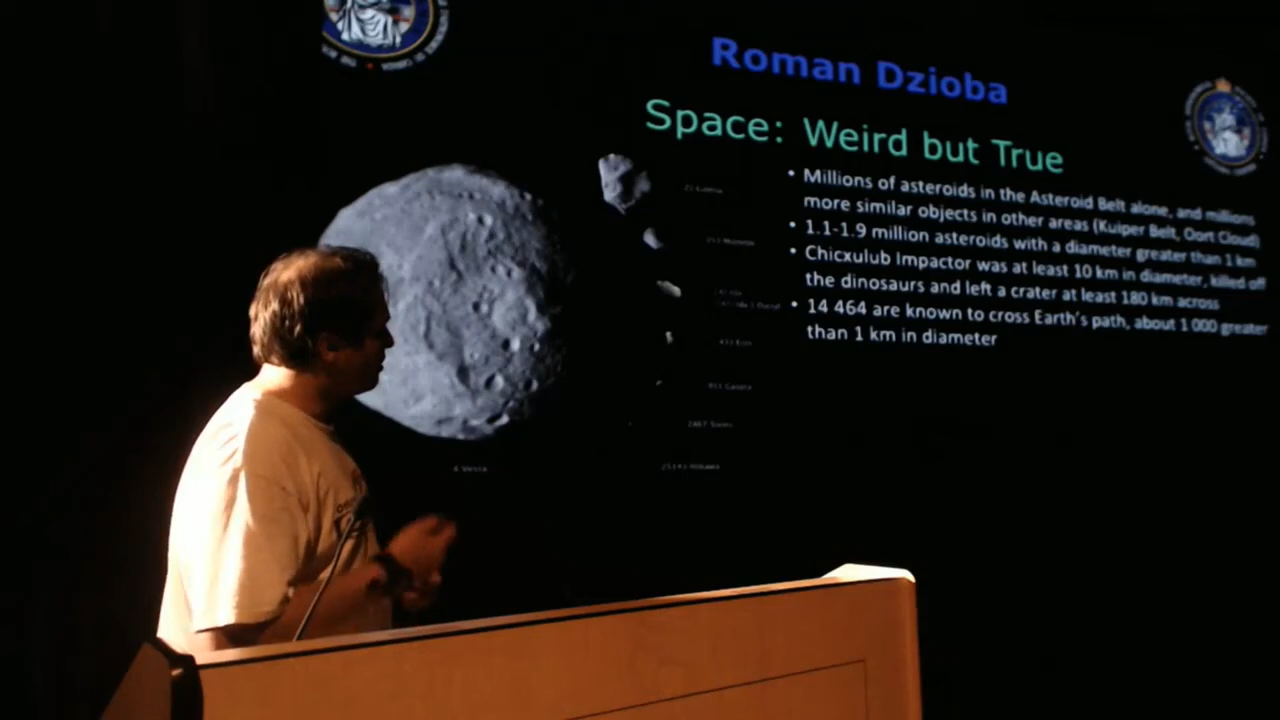 Roman Dzioba
Space: Weird but True
• Millions of asteroids in the Asteroid Belt alone, and millions
more similar objects in other areas (Kuiper Belt, Oort Cloud)
• 1.1-1.9 million asteroids with a diameter greater than 1 km
• Chicxulub Impactor was at least 10 km in diameter, killed off
the dinosaurs and left a crater at least 180 km across
• 14 464 are known to cross Earth's path, about 1 000 greater
than 1 km in diameter
4 Vesta